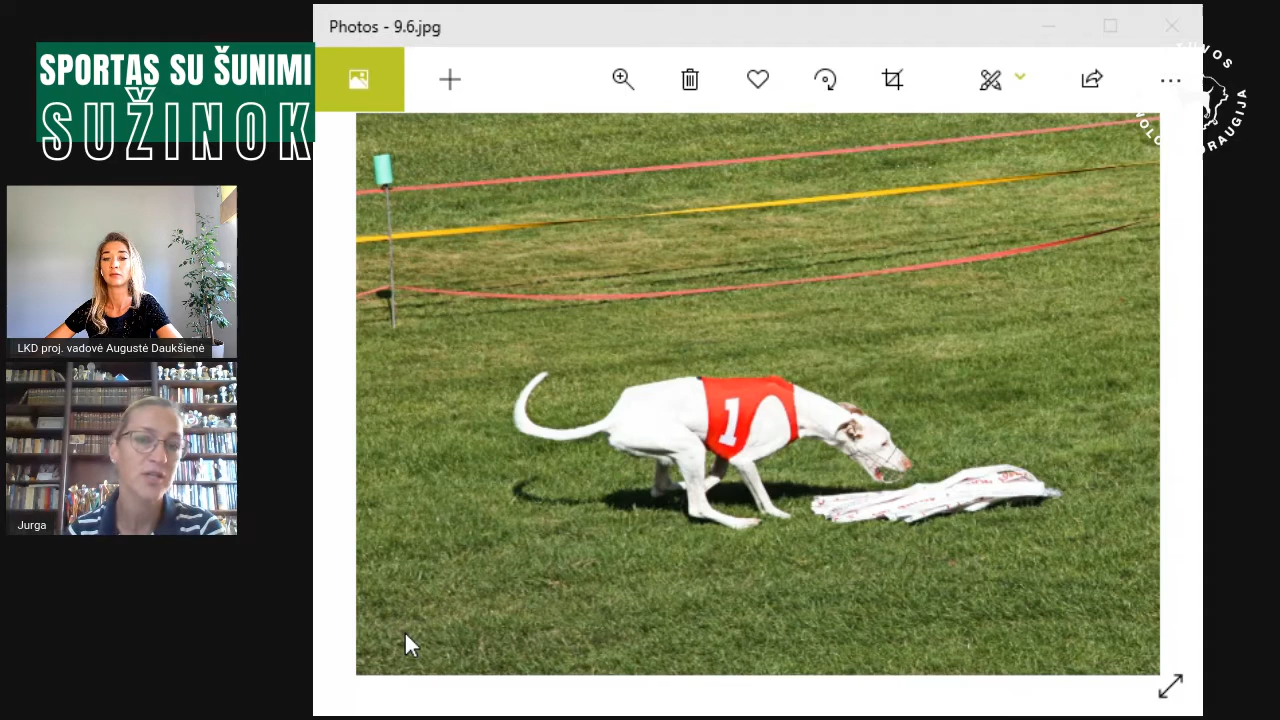 Photos - 9.6.jpg
SPORTAS SU ŠUNIMI
SUŽINOK
LKD proj. vadovė Augustė Daukšienė
Jurga
1